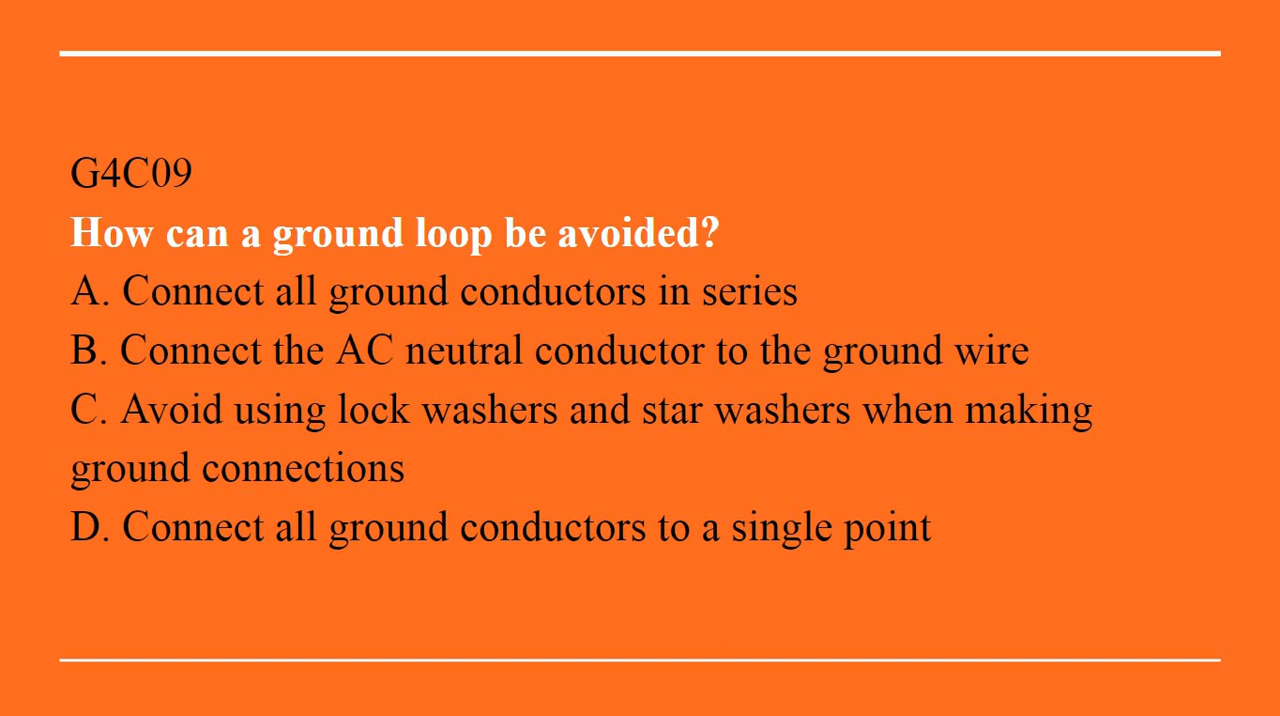 G4C09
How can a ground loop be avoided?
A. Connect all ground conductors in series
B. Connect the AC neutral conductor to the ground wire
C. Avoid using lock washers and star washers when making
ground connections
D. Connect all ground conductors to a single point